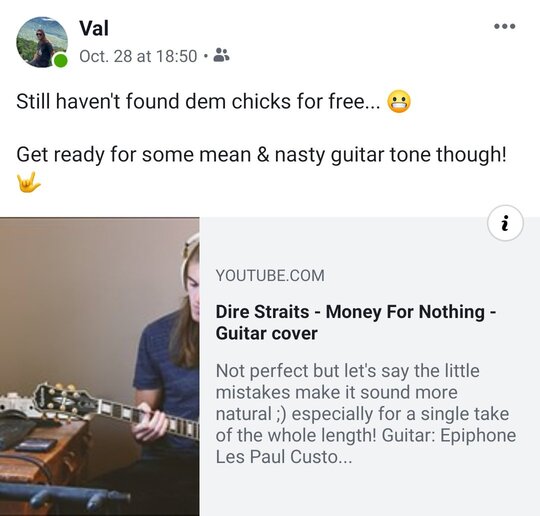 Val
Oct. 28 at 18:50 ·
Still haven't found dem chicks for free... 😬
Get ready for some mean & nasty guitar tone though!
🤟
i
YOUTUBE.COM
Dire Straits - Money For Nothing -
Guitar cover
Not perfect but let's say the little
mistakes make it sound more
natural ;) especially for a single take
of the whole length! Guitar: Epiphone
Les Paul Custo...